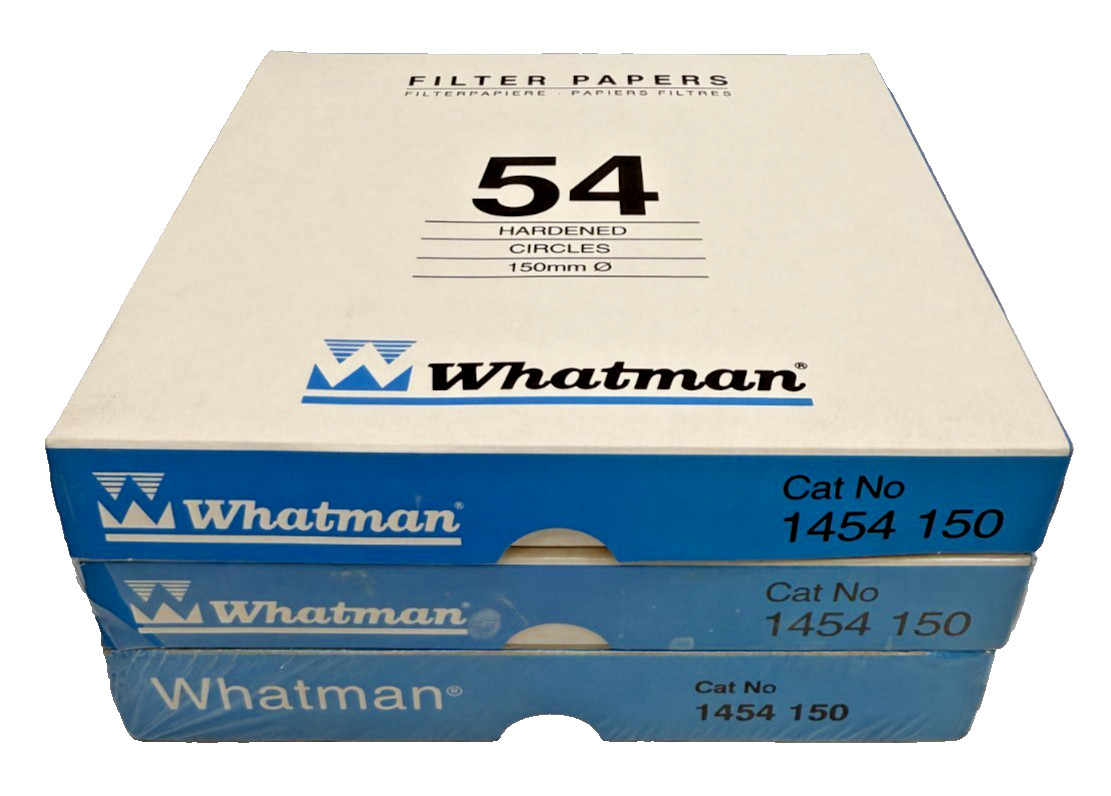 FILTER PAPERS
FILTERPAPIERE · PAPIERS FILTRES
54
HARDENED
CIRCLES
150mm Ø
Whatman®
Whatman®
Cat No
1454 150
Whatman®
Cat No
1454 150
Whatman®
Cat No
1454 150